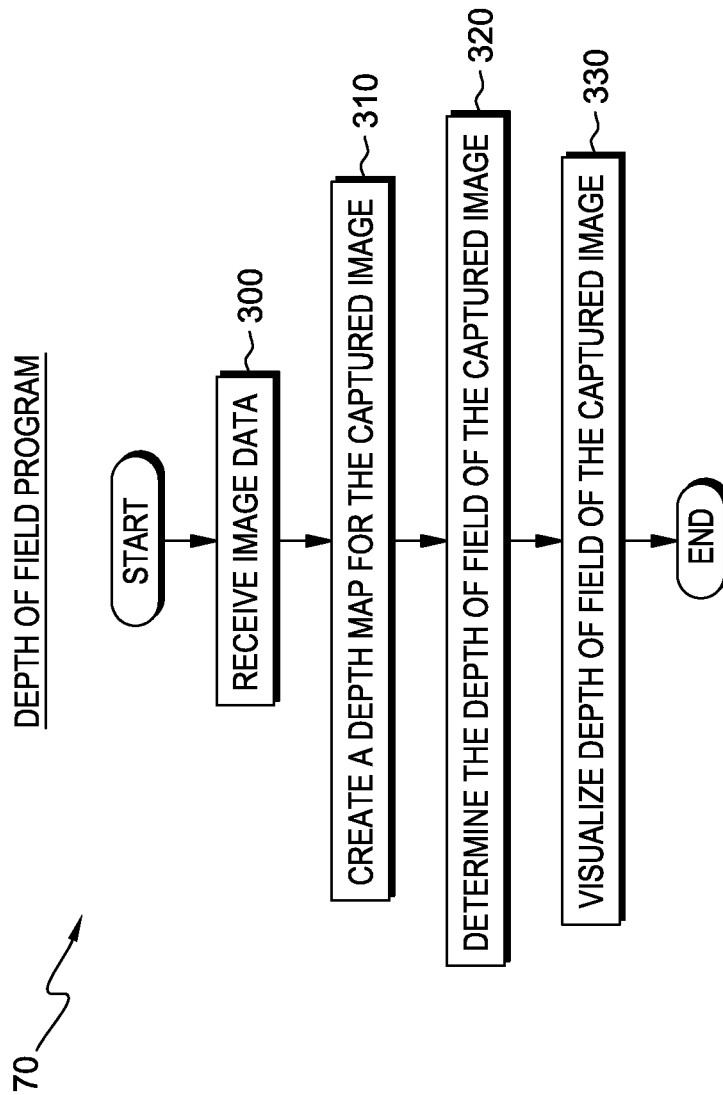 70
DEPTH OF FIELD PROGRAM
START
RECEIVE IMAGE DATA
300
CREATE A DEPTH MAP FOR THE CAPTURED IMAGE
310
DETERMINE THE DEPTH OF FIELD OF THE CAPTURED IMAGE
320
VISUALIZE DEPTH OF FIELD OF THE CAPTURED IMAGE
330
END